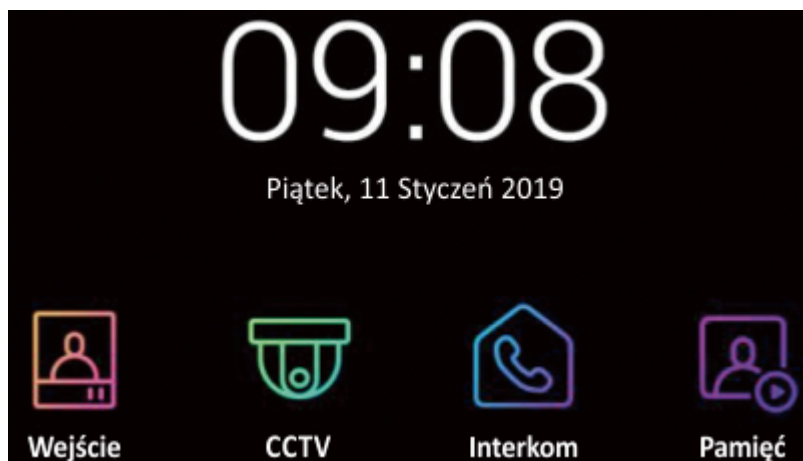 09:08
Piątek, 11 Styczeń 2019
Wejście CCTV Interkom Pamięć